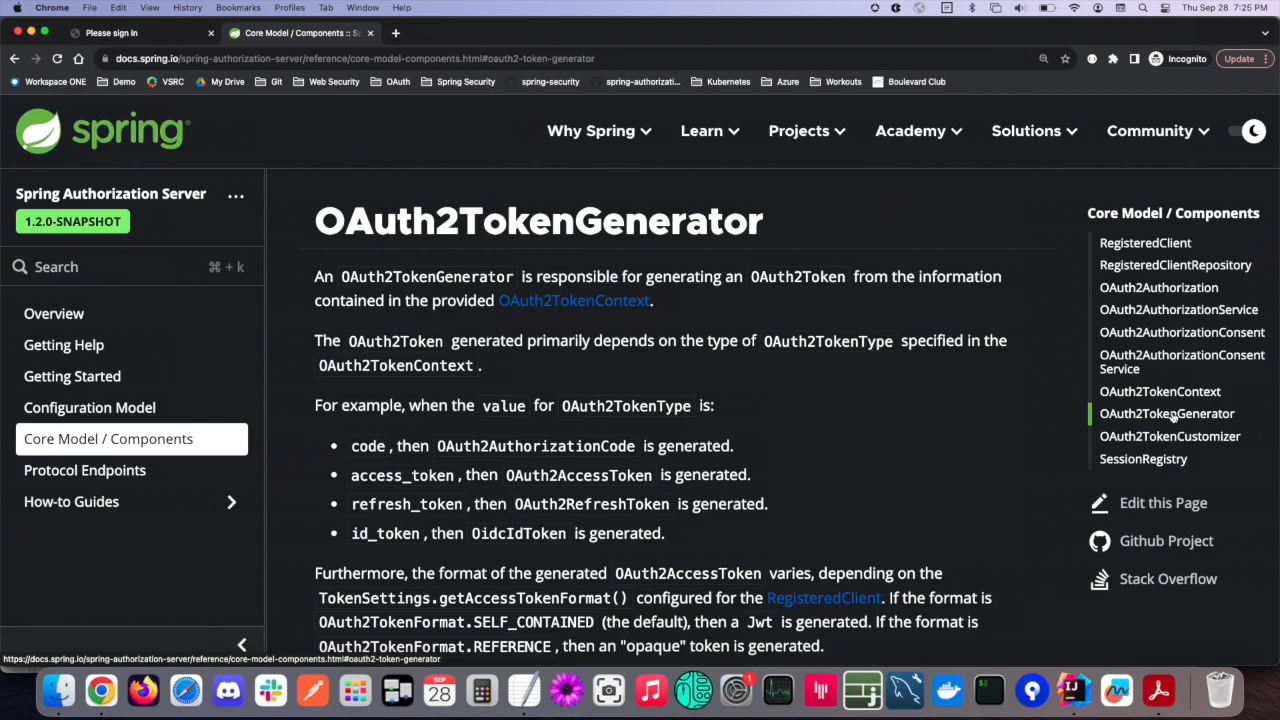 Chrome File Edit View History Bookmarks Profiles Tab Window Help Thu Sep 28 7:25 PM
Please sign in Core Model / Components :: Sp
docs.spring.io/spring-authorization-server/reference/core-model-components.html#oauth2-token-generator Incognito Update
Workspace ONE Demo VSRC My Drive Git Web Security OAuth Spring Security spring-security spring-authorizati... Kubernetes Azure Workouts Boulevard Club
spring Why Spring Learn Projects Academy Solutions Community
Spring Authorization Server ...
1.2.0-SNAPSHOT
Search ⌘ + k
Overview
Getting Help
Getting Started
Configuration Model
Core Model / Components
Protocol Endpoints
How-to Guides
OAuth2TokenGenerator
An OAuth2TokenGenerator is responsible for generating an OAuth2Token from the information
contained in the provided OAuth2TokenContext.
The OAuth2Token generated primarily depends on the type of OAuth2TokenType specified in the
OAuth2TokenContext.
For example, when the value for OAuth2TokenType is:
• code, then OAuth2AuthorizationCode is generated.
• access_token, then OAuth2AccessToken is generated.
• refresh_token, then OAuth2RefreshToken is generated.
• id_token, then OidcIdToken is generated.
Furthermore, the format of the generated OAuth2AccessToken varies, depending on the
TokenSettings.getAccessTokenFormat() configured for the RegisteredClient. If the format is
OAuth2TokenFormat.SELF_CONTAINED (the default), then a Jwt is generated. If the format is
OAuth2TokenFormat.REFERENCE, then an "opaque" token is generated.
Core Model / Components
RegisteredClient
RegisteredClientRepository
OAuth2Authorization
OAuth2AuthorizationService
OAuth2AuthorizationConsent
OAuth2AuthorizationConsent
Service
OAuth2TokenContext
OAuth2TokenGenerator
OAuth2TokenCustomizer
SessionRegistry
Edit this Page
Github Project
Stack Overflow
https://docs.spring.io/spring-authorization-server/reference/core-model-components.html#oauth2-token-generator
SEP
28
1